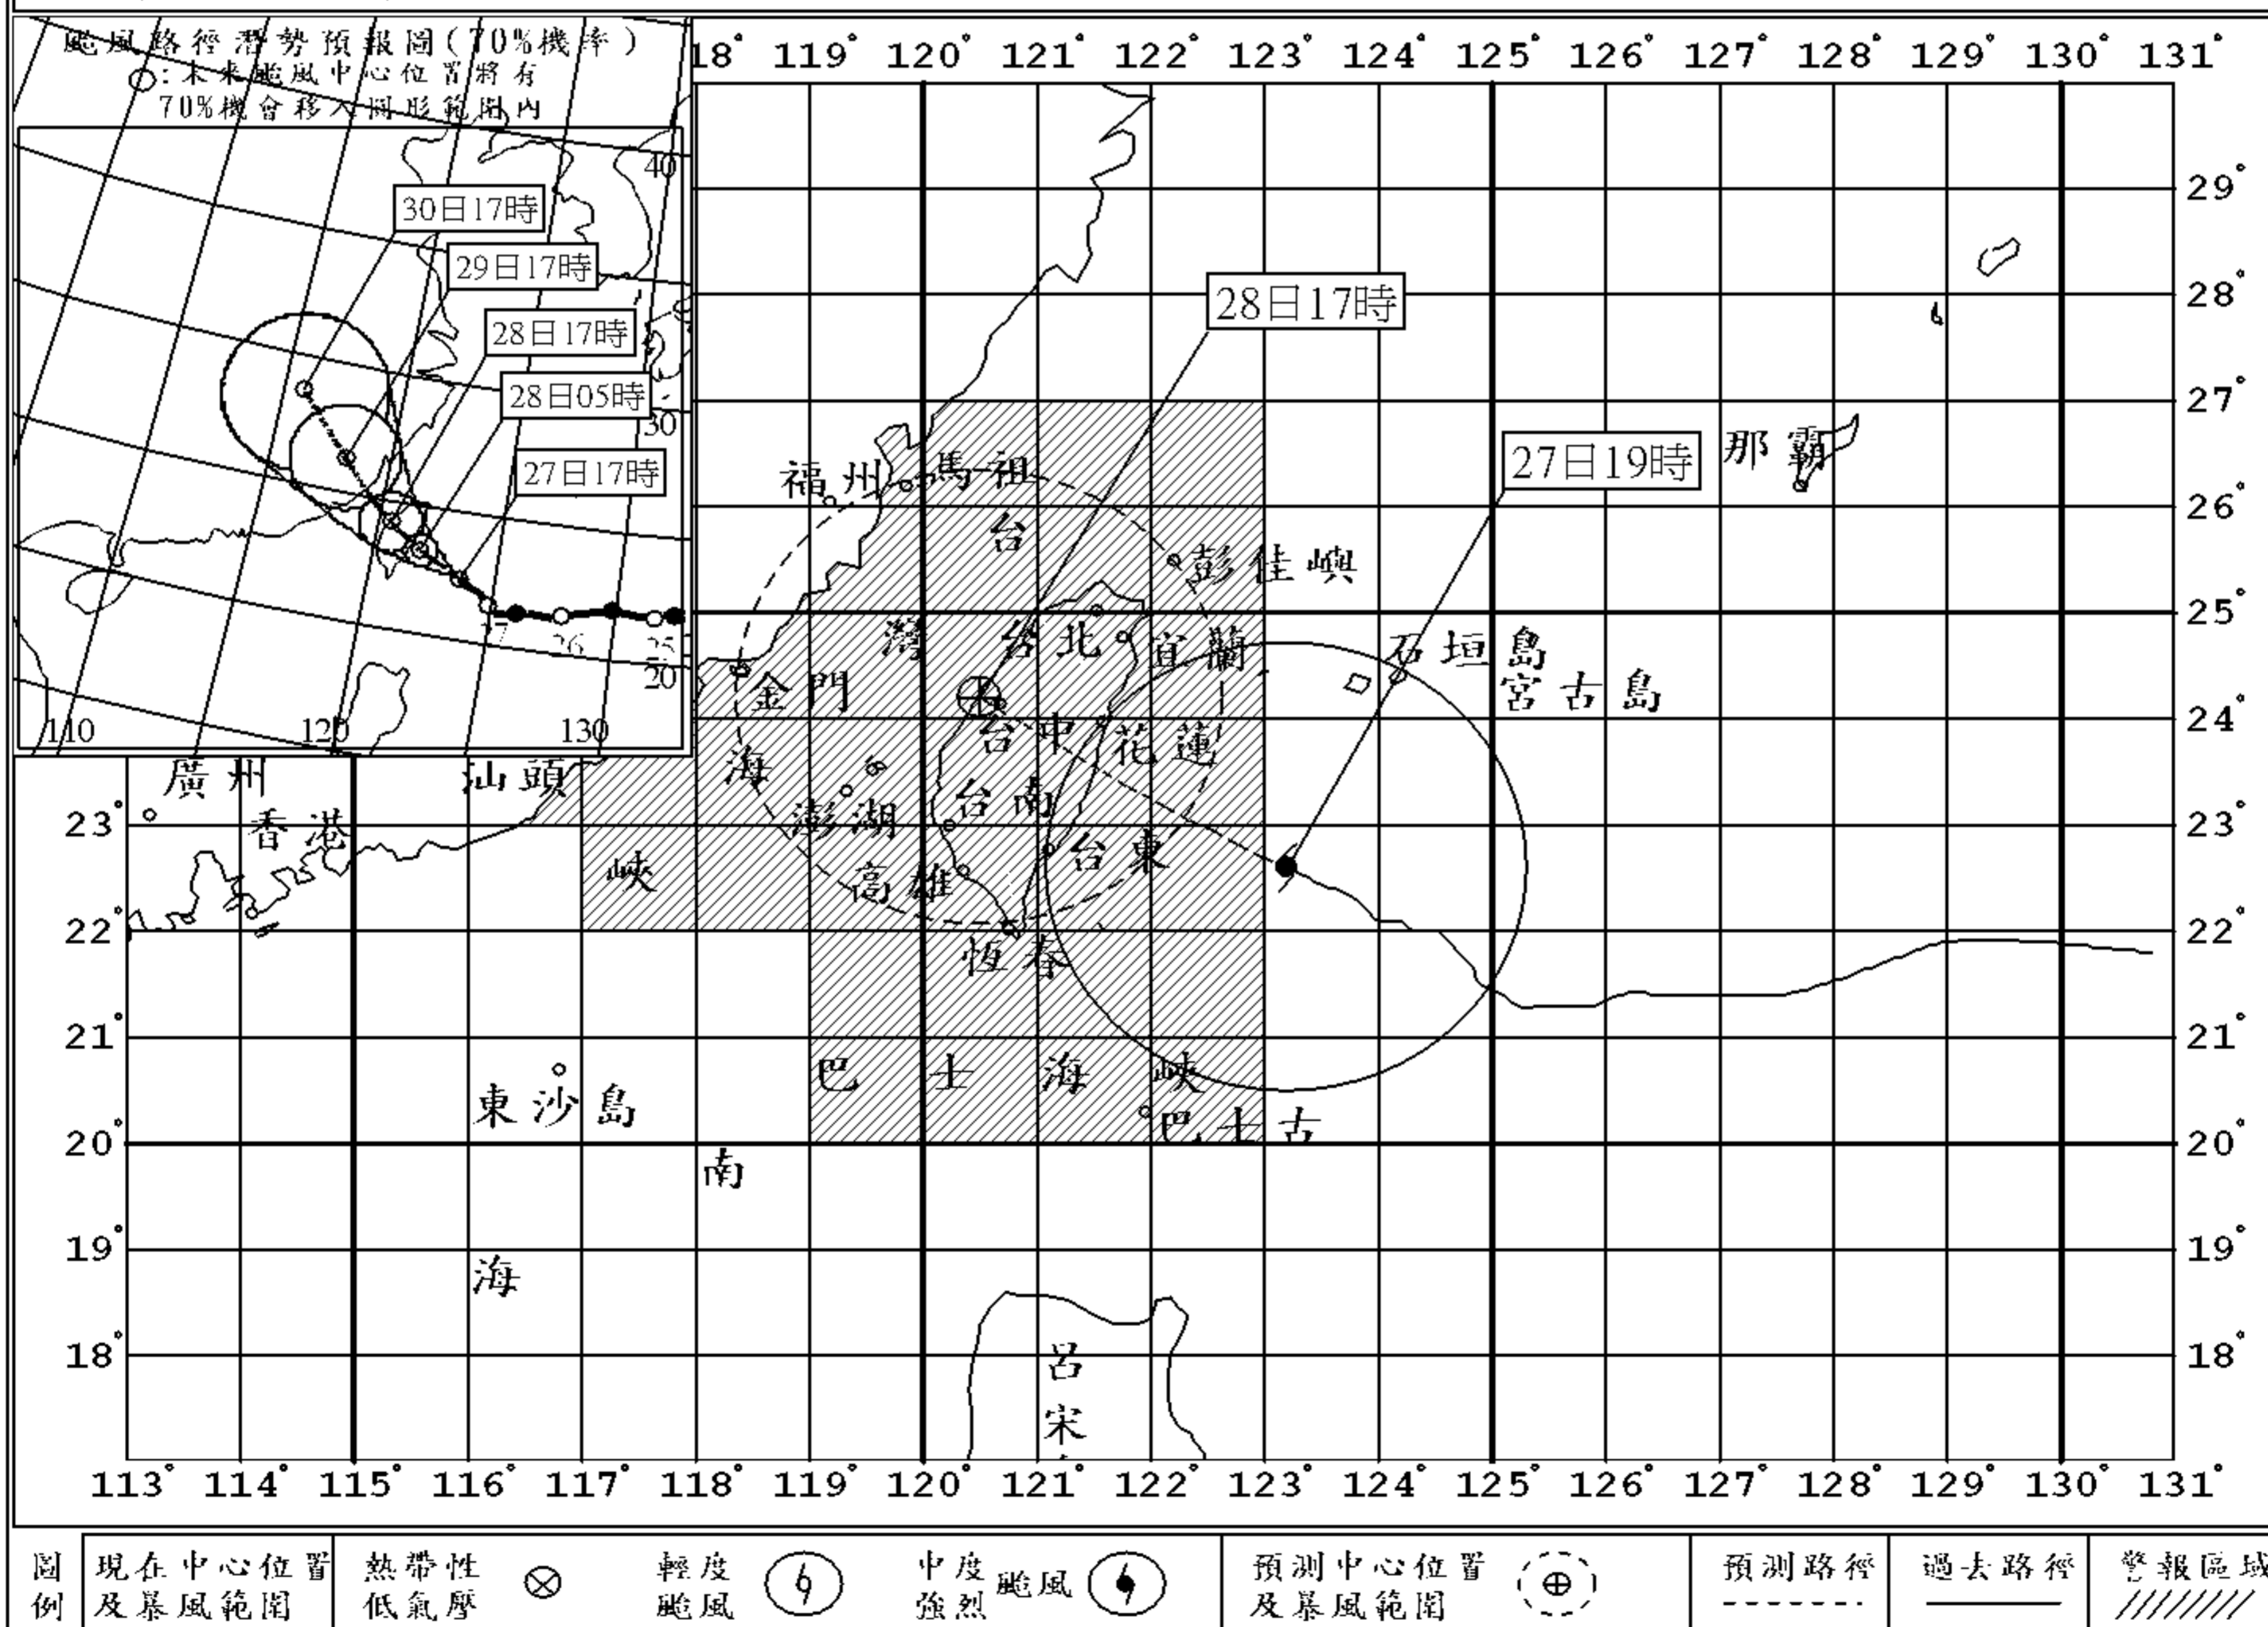 颱風路徑潛勢預報圖(70%機率)
○:未來颱風中心位置將有
70%機會移入圓形範圍內
30日17時
29日17時
28日17時
28日05時
27日17時
40
30
20
27 26 25
110 120 130
18° 119° 120° 121° 122° 123° 124° 125° 126° 127° 128° 129° 130° 131°
29°
28°
27°
26°
25°
24°
23°
22°
21°
20°
19°
18°
28日17時
27日19時
那霸
福州
馬祖
台
彭佳嶼
灣
台北
宜蘭
石垣島
宮古島
金門
台中
花蓮
海
廣州
汕頭
澎湖
台南
香港
峽
高雄
台東
恆春
巴士海峽
東沙島
巴士古
南
海
呂
宋
23°
22°
21°
20°
19°
18°
113° 114° 115° 116° 117° 118° 119° 120° 121° 122° 123° 124° 125° 126° 127° 128° 129° 130° 131°
圖例
現在中心位置
及暴風範圍
熱帶性
低氣壓
輕度
颱風
中度
強烈
颱風
預測中心位置
及暴風範圍
預測路徑
過去路徑
警報區域